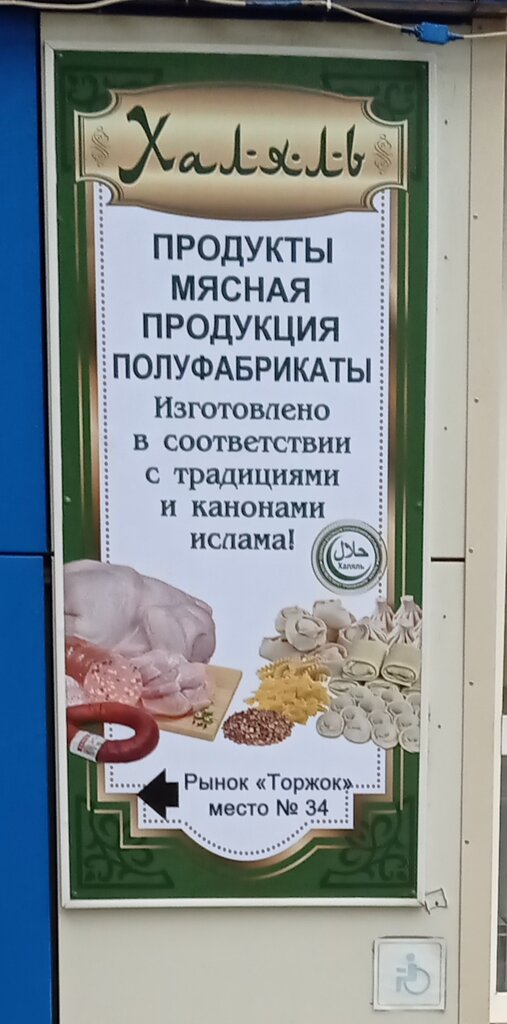 Халяль
ПРОДУКТЫ
МЯСНАЯ
ПРОДУКЦИЯ
ПОЛУФАБРИКАТЫ
Изготовлено
в соответствии
с традициями
и канонами
ислама!
حلال
Халяль
Рынок «Торжок»
место № 34